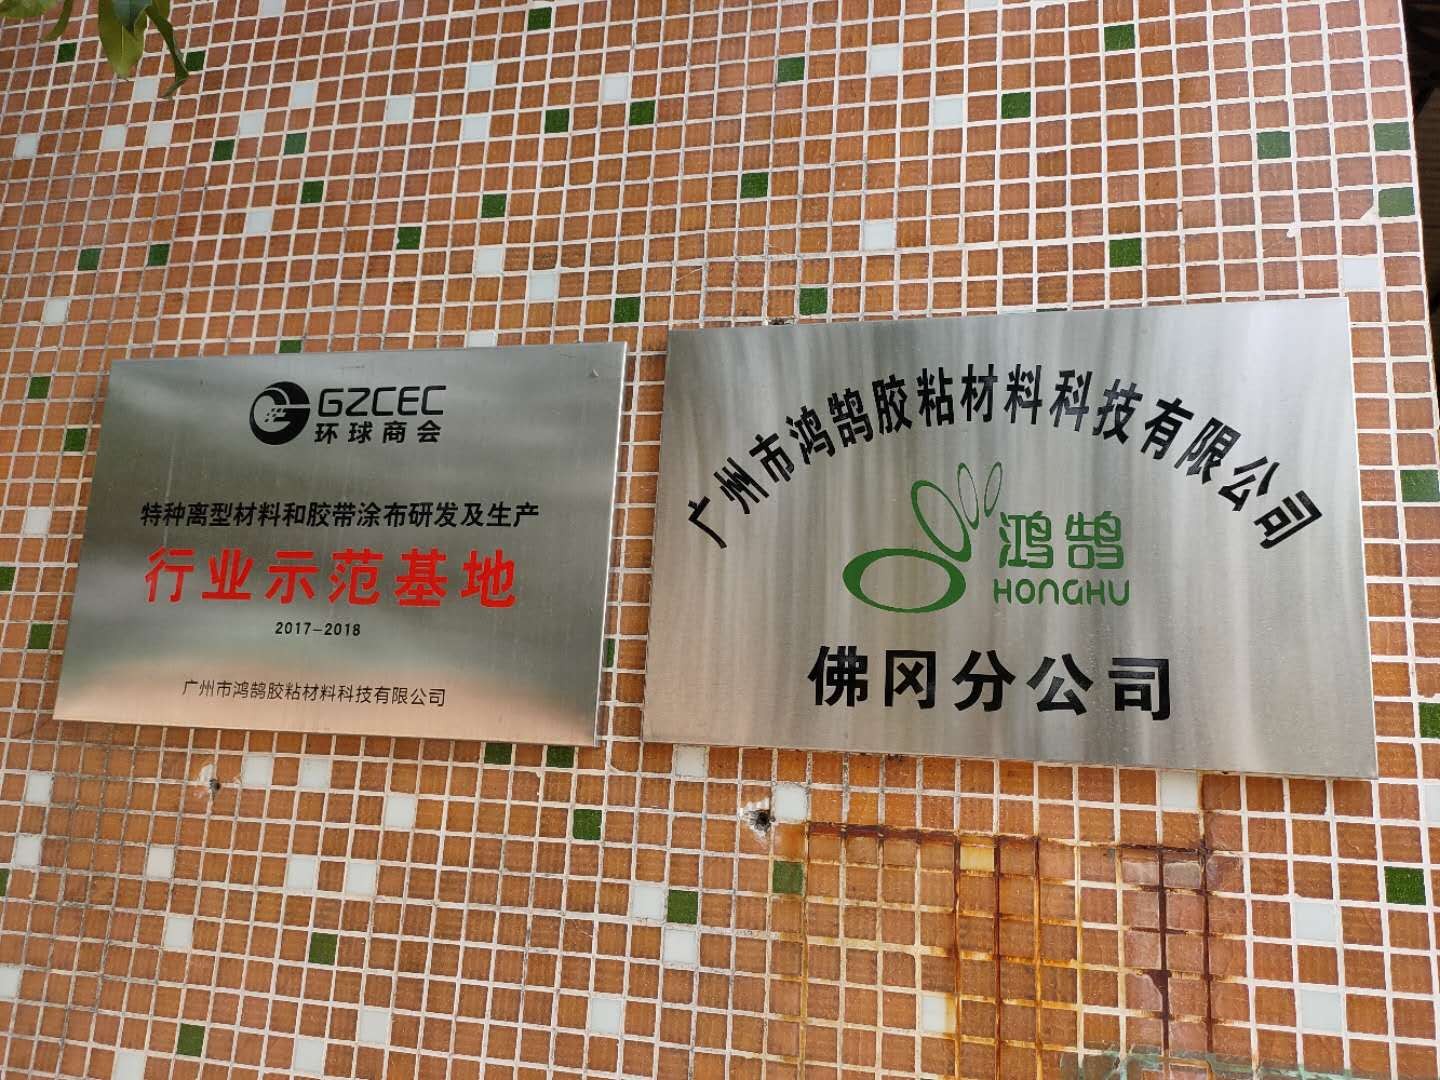 GZCEC
环球商会
特种离型材料和胶带涂布研发及生产
行业示范基地
2017-2018
广州市鸿鹄胶粘材料科技有限公司
广州市鸿鹄胶粘材料科技有限公司
鸿鹄
HONGHU
佛冈分公司